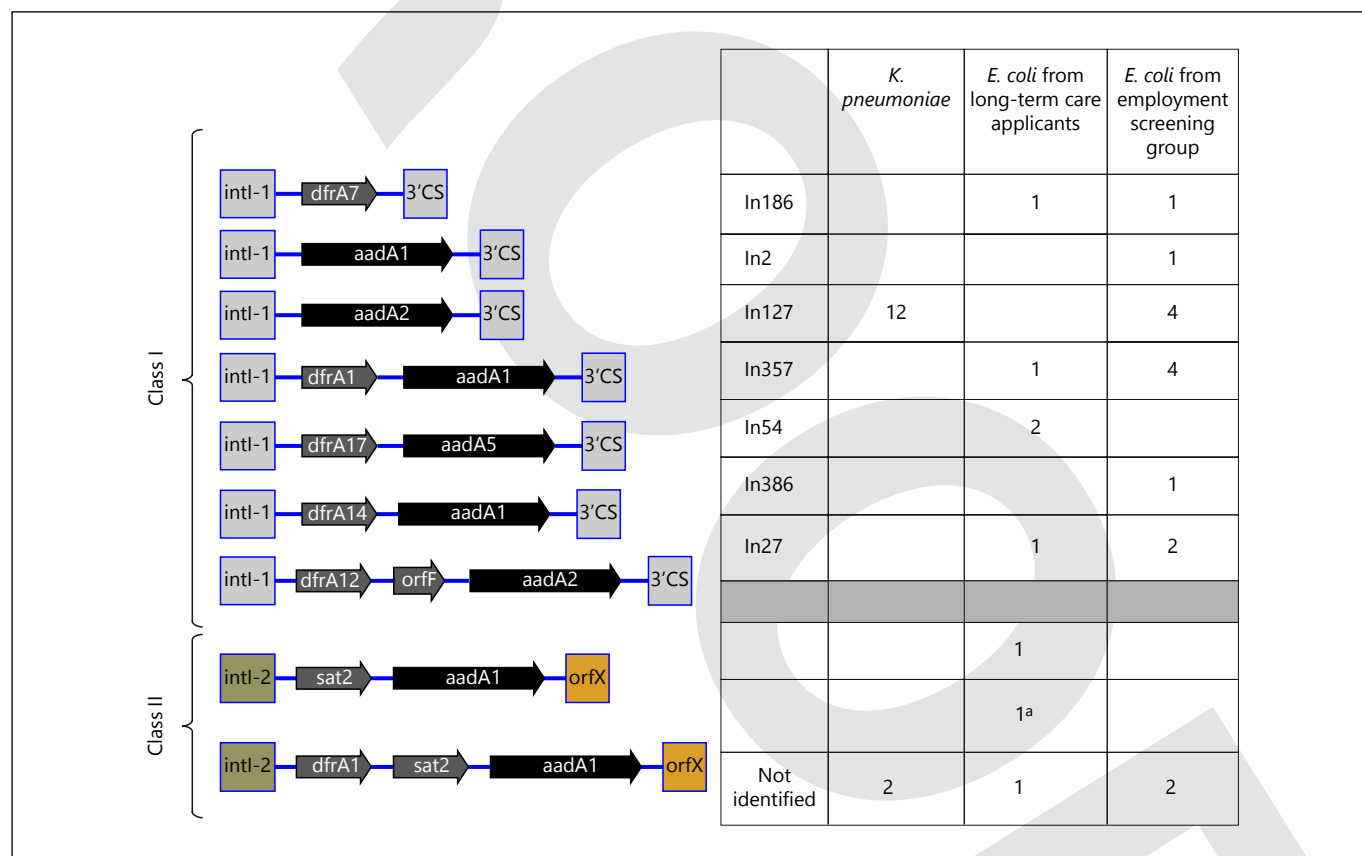 K.
pneumoniae
E. coli from
long-term care
applicants
E. coli from
employment
screening
group
Class I
intI-1 dfrA7 3'CS
In186 1 1
intI-1 aadA1 3'CS
In2 1
intI-1 aadA2 3'CS
In127 12 4
intI-1 dfrA1 aadA1 3'CS
In357 1 4
intI-1 dfrA17 aadA5 3'CS
In54 2
intI-1 dfrA14 aadA1 3'CS
In386 1
intI-1 dfrA12 orfF aadA2 3'CS
In27 1 2
Class II
intI-2 sat2 aadA1 orfX
1
intI-2 dfrA1 sat2 aadA1 orfX
1a
Not
identified
2 1 2